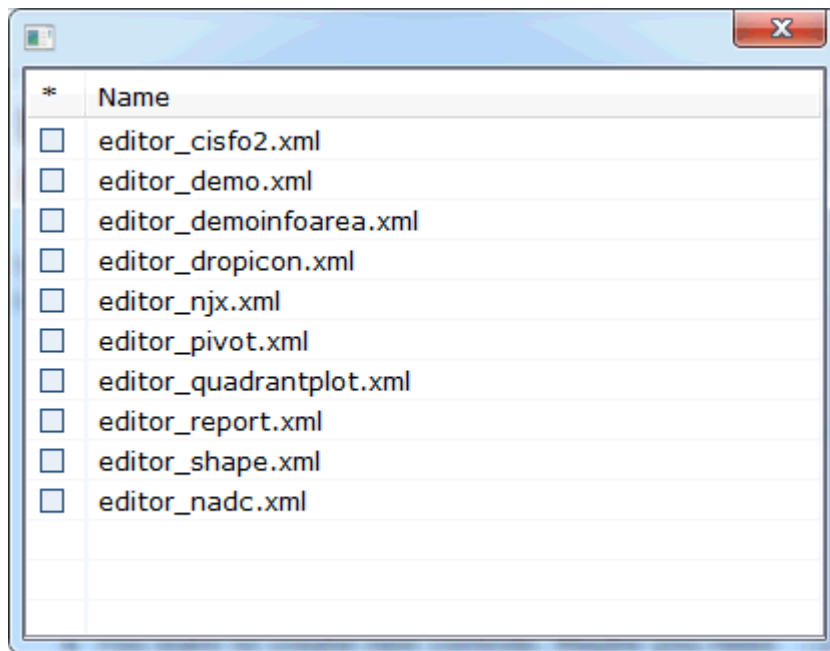 * Name
editor_cisfo2.xml
editor_demo.xml
editor_demoinfoarea.xml
editor_dropicon.xml
editor_njx.xml
editor_pivot.xml
editor_quadrantplot.xml
editor_report.xml
editor_shape.xml
editor_nadc.xml